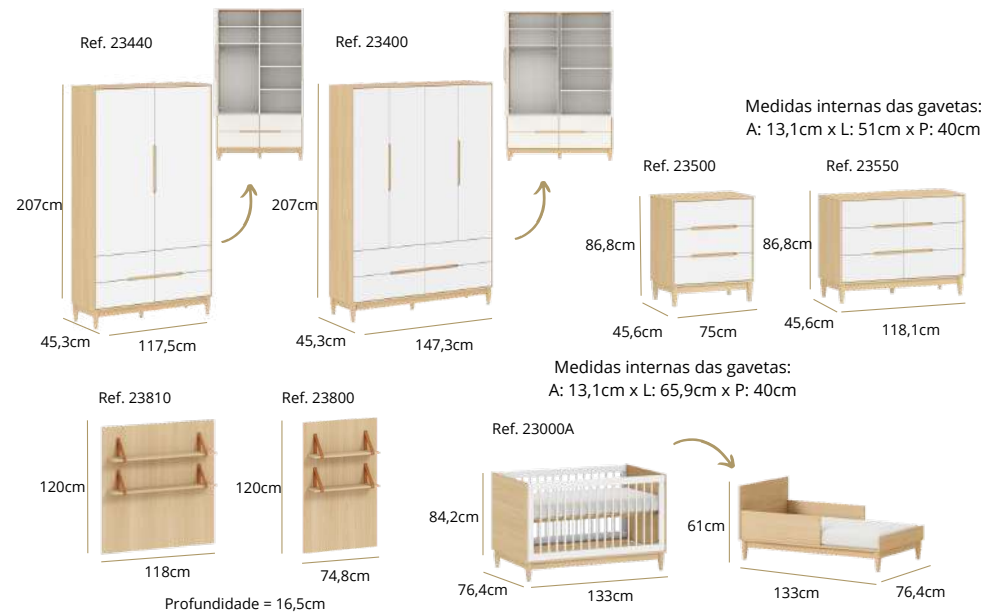 Ref. 23440
Ref. 23400
207cm
45,3cm
117,5cm
207cm
45,3cm
147,3cm
Medidas internas das gavetas:
A: 13,1cm x L: 51cm x P: 40cm
Ref. 23500
Ref. 23550
86,8cm
45,6cm
75cm
86,8cm
45,6cm
118,1cm
Medidas internas das gavetas:
A: 13,1cm x L: 65,9cm x P: 40cm
Ref. 23810
Ref. 23800
120cm
118cm
120cm
74,8cm
Profundidade = 16,5cm
Ref. 23000A
84,2cm
76,4cm
133cm
61cm
133cm
76,4cm